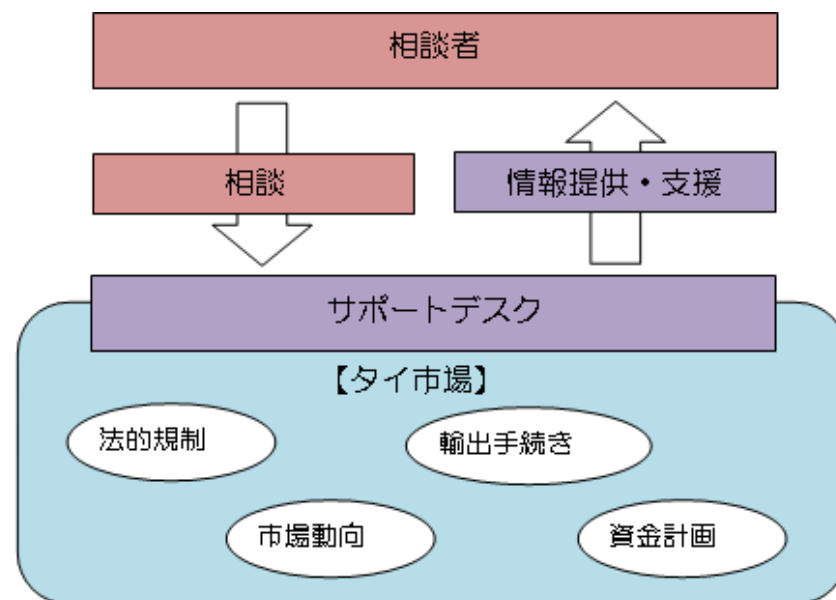 相談者
相談
情報提供・支援
サポートデスク
【タイ市場】
法的規制
輸出手続き
市場動向
資金計画